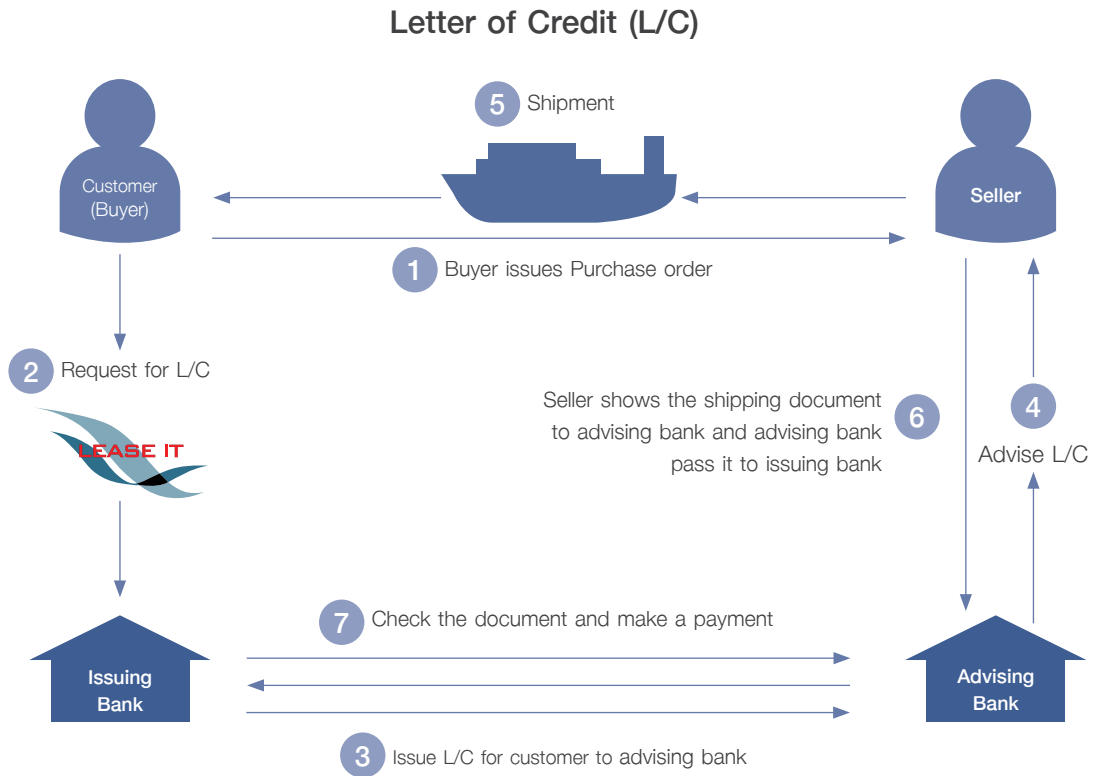 Letter of Credit (L/C)
5 Shipment
Customer
(Buyer)
Seller
1 Buyer issues Purchase order
2 Request for L/C
LEASE IT
Seller shows the shipping document
to advising bank and advising bank
pass it to issuing bank
6
4
Advise L/C
7 Check the document and make a payment
Issuing
Bank
Advising
Bank
3 Issue L/C for customer to advising bank